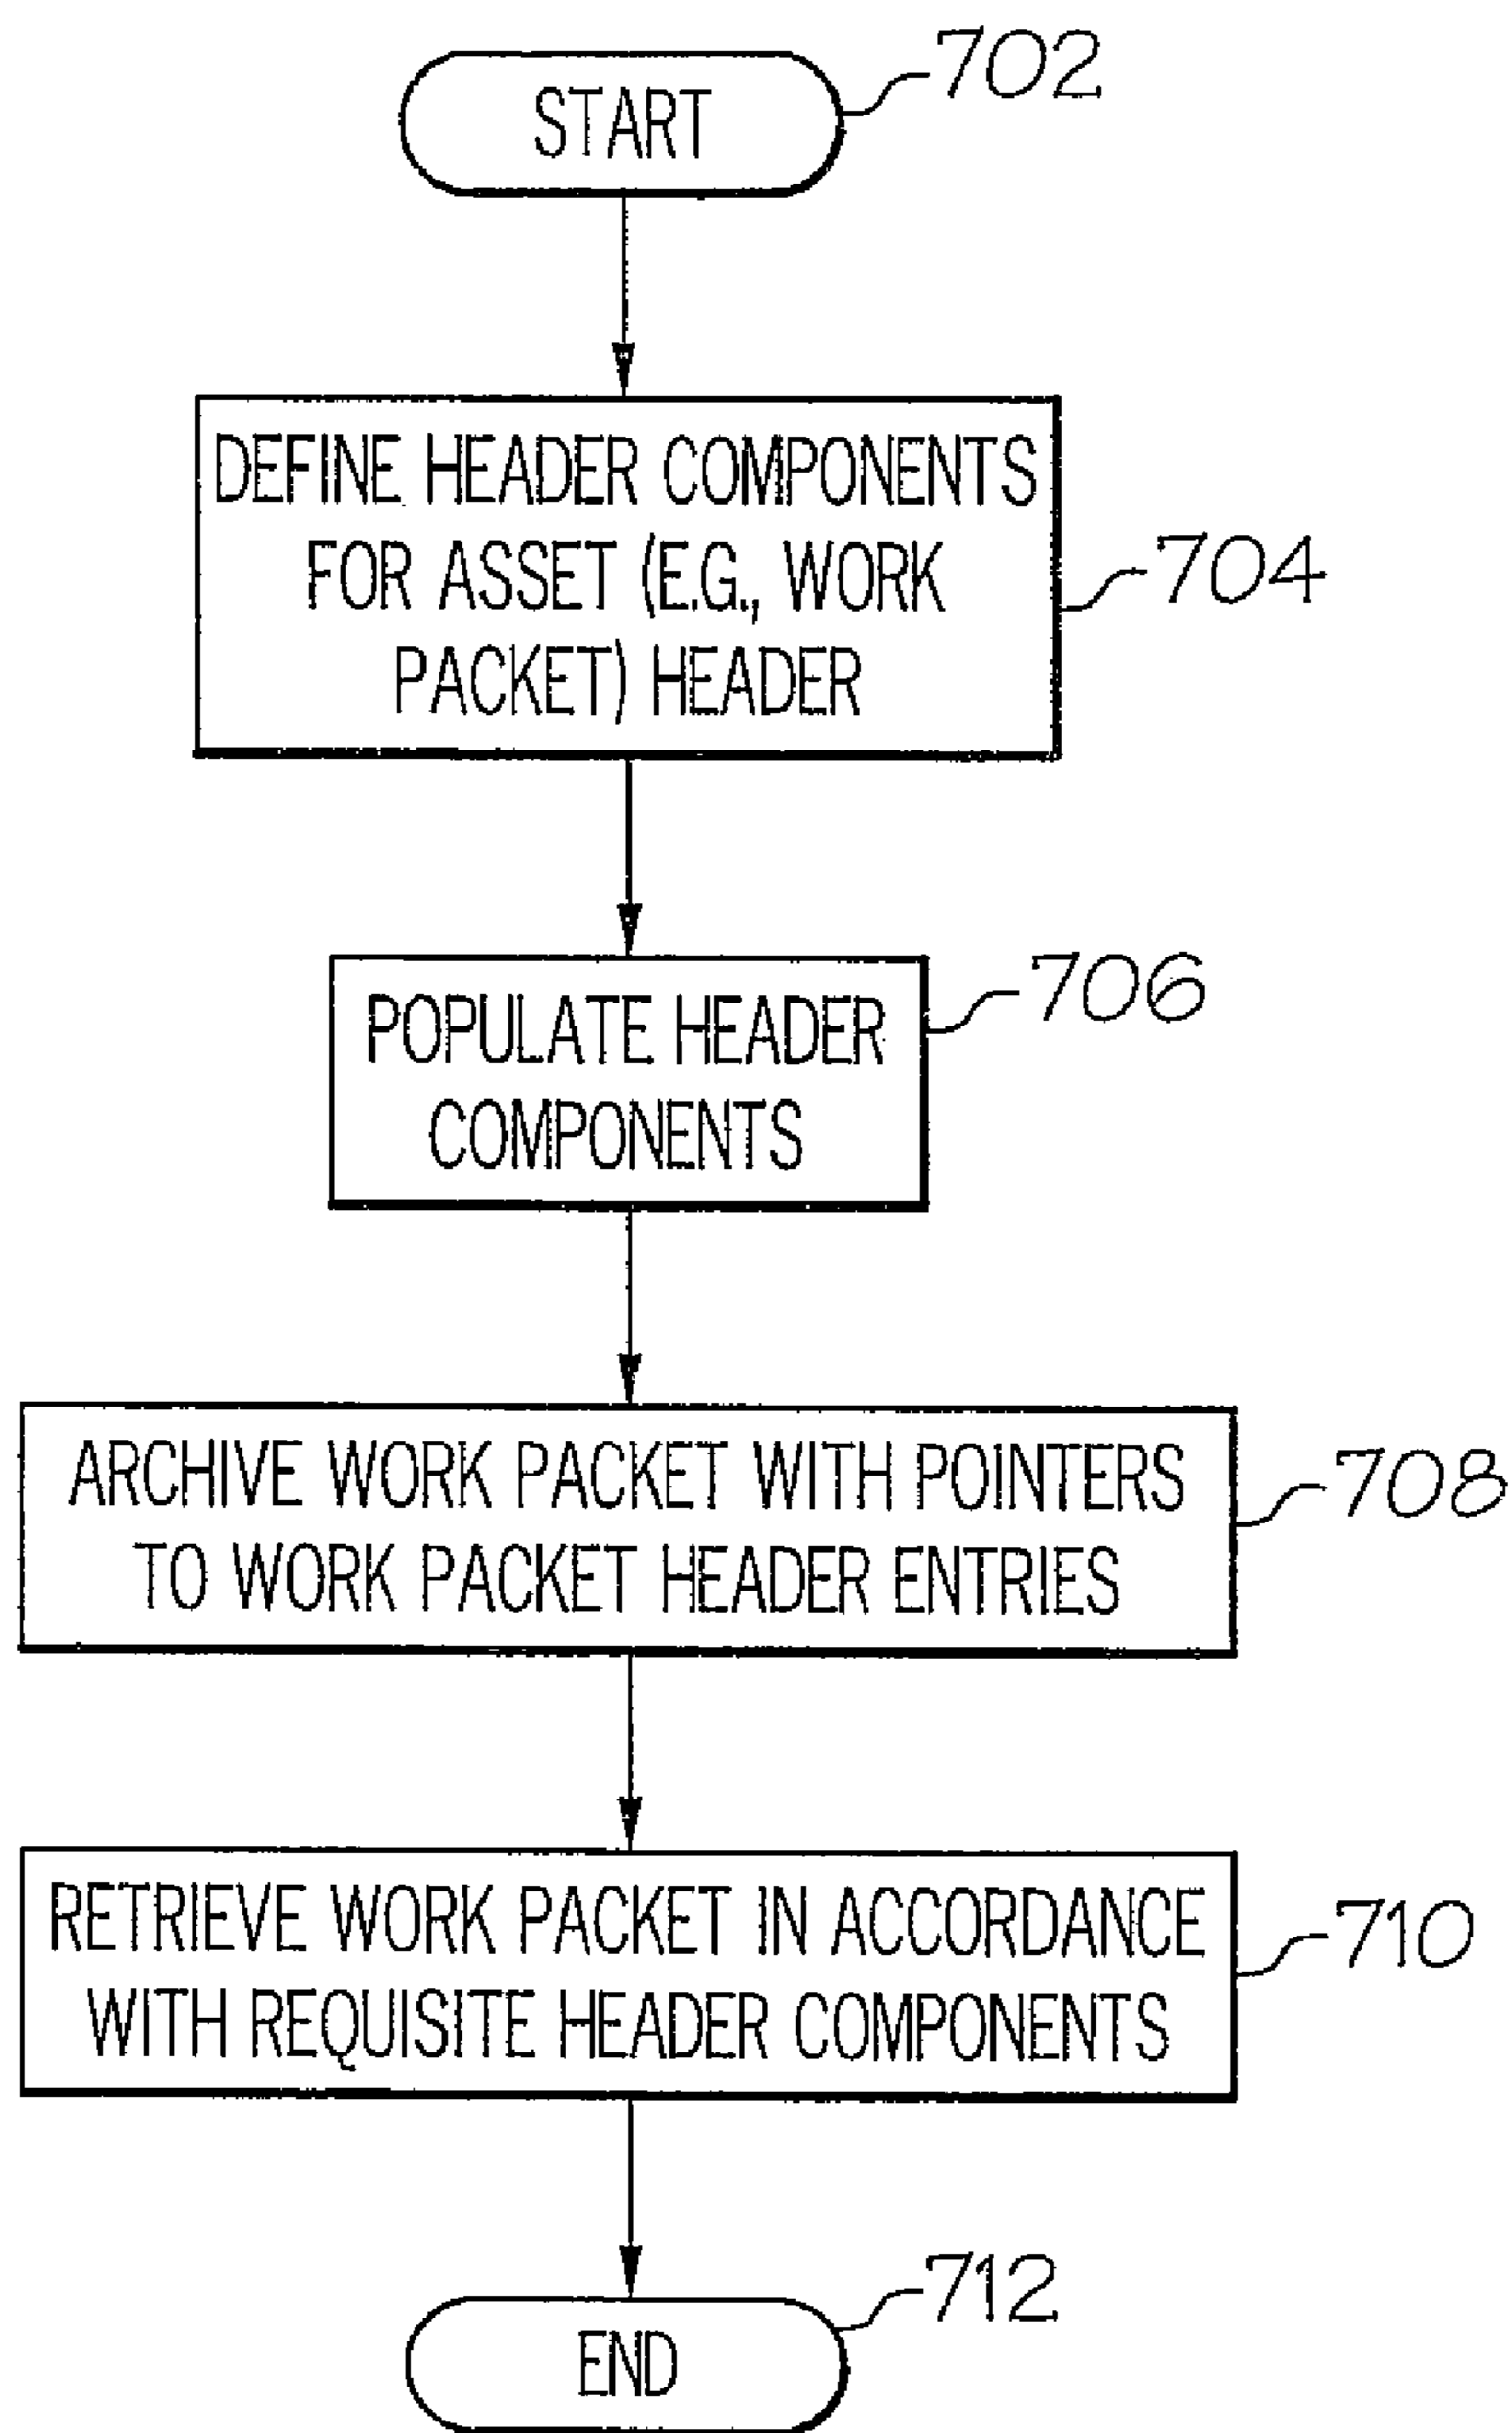 START
702
DEFINE HEADER COMPONENTS
FOR ASSET (E.G., WORK
PACKET) HEADER
704
POPULATE HEADER
COMPONENTS
706
ARCHIVE WORK PACKET WITH POINTERS
TO WORK PACKET HEADER ENTRIES
708
RETRIEVE WORK PACKET IN ACCORDANCE
WITH REQUISITE HEADER COMPONENTS
710
END
712